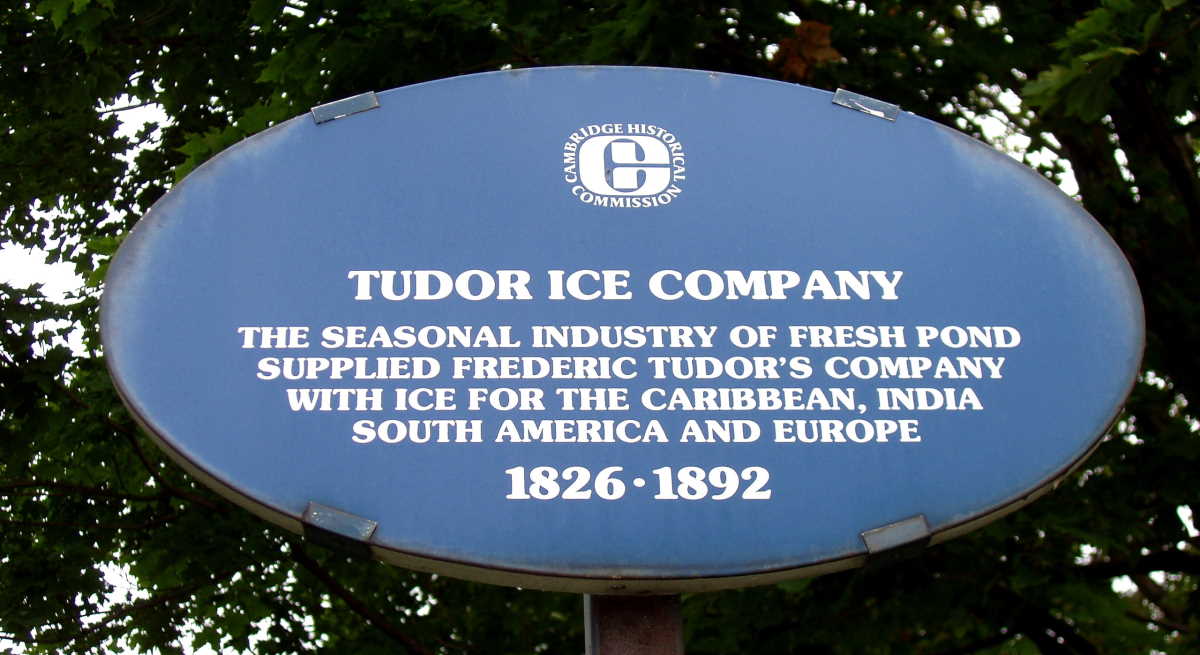 CAMBRIDGE HISTORICAL
COMMISSION
TUDOR ICE COMPANY
THE SEASONAL INDUSTRY OF FRESH POND
SUPPLIED FREDERIC TUDOR'S COMPANY
WITH ICE FOR THE CARIBBEAN, INDIA
SOUTH AMERICA AND EUROPE
1826 · 1892